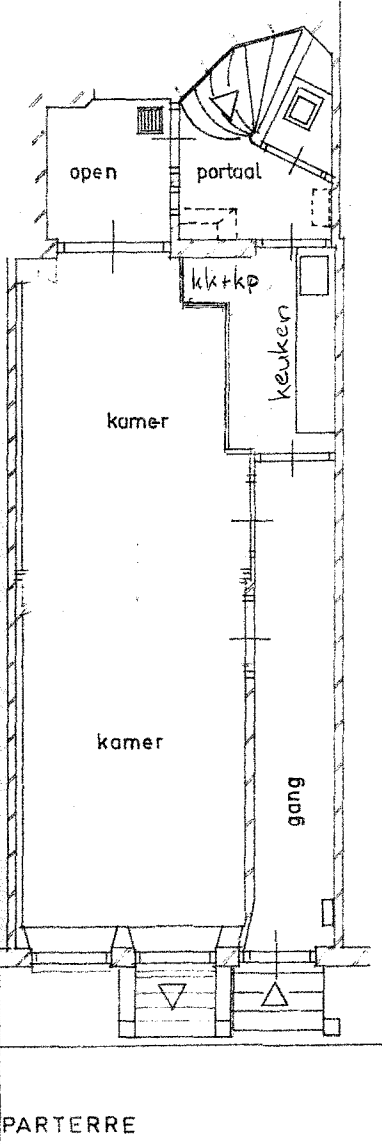 open
portaal
kk+kp
keuken
kamer
kamer
gang
PARTERRE